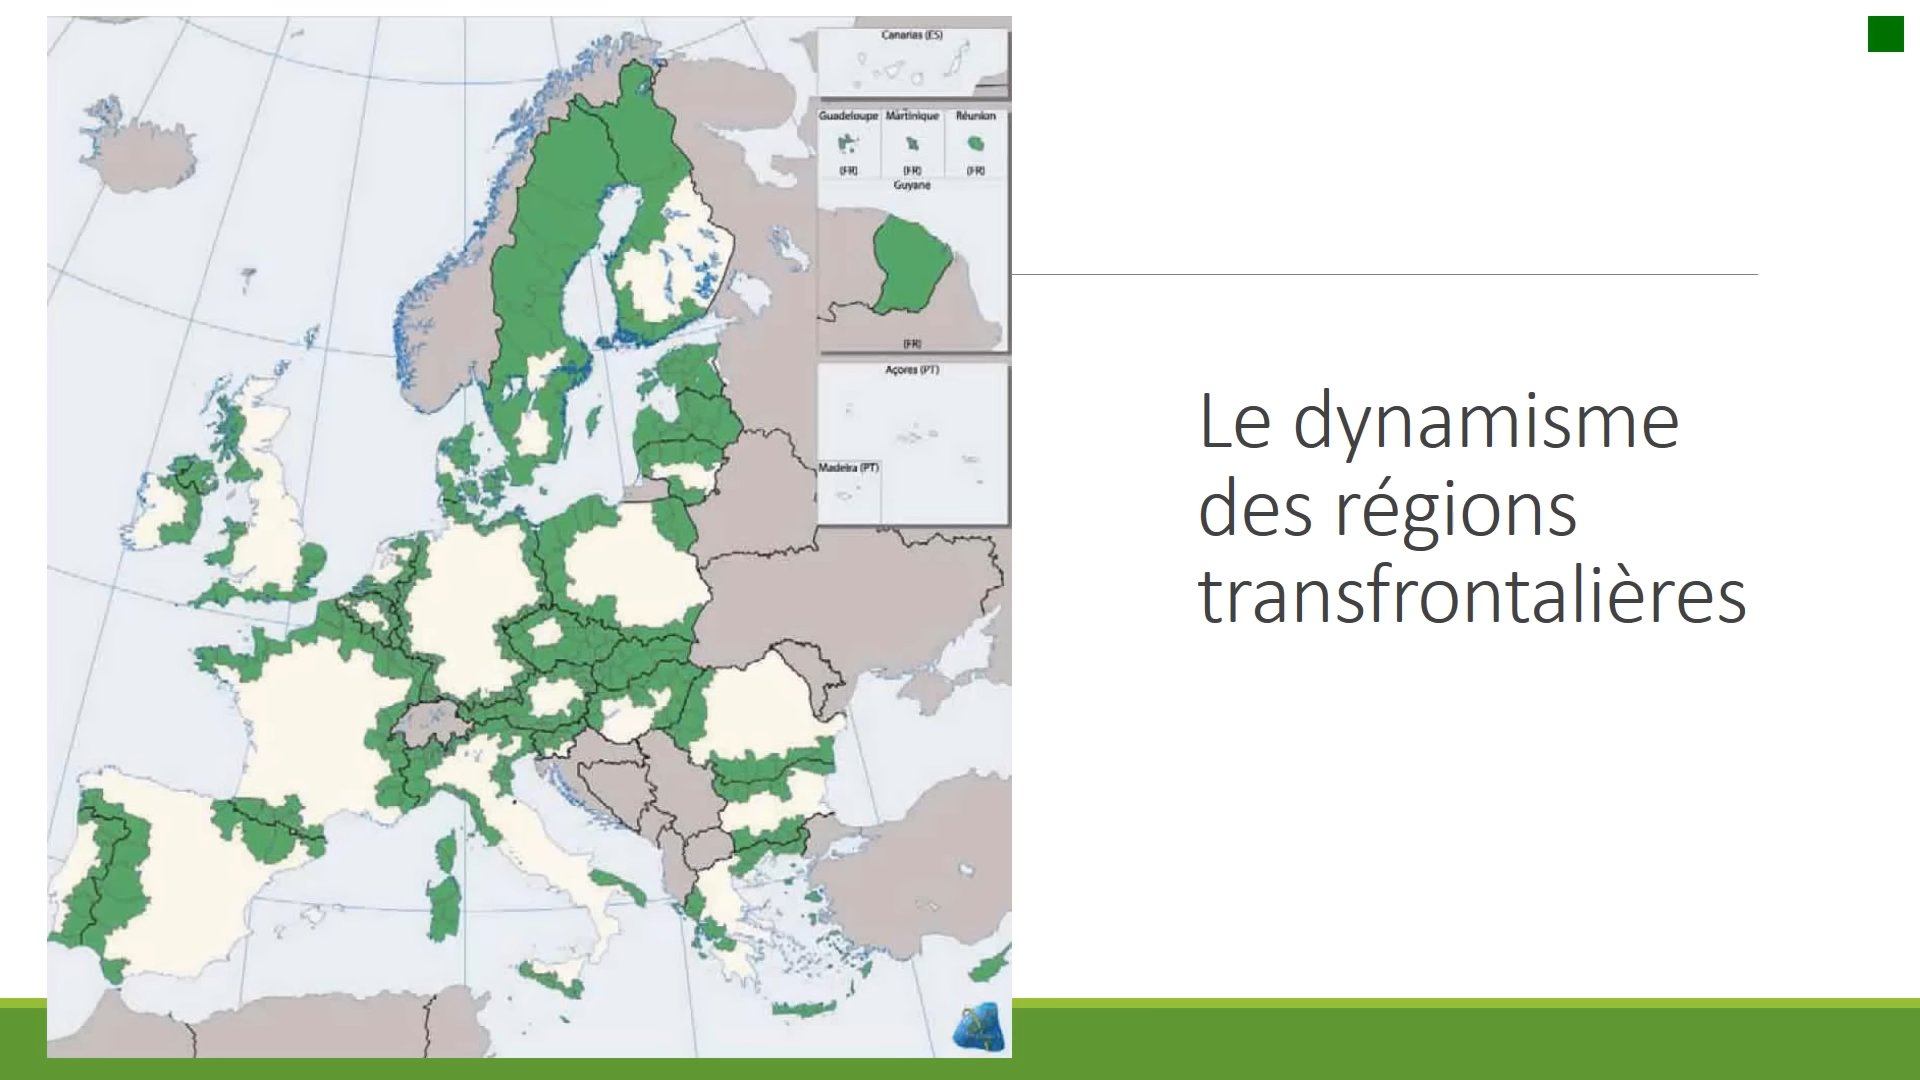 Canarias (ES)
Guadeloupe
Martinique
Réunion
(FR)
(FR)
(FR)
Guyane
(FR)
Açores (PT)
Madeira (PT)
Le dynamisme
des régions
transfrontalières